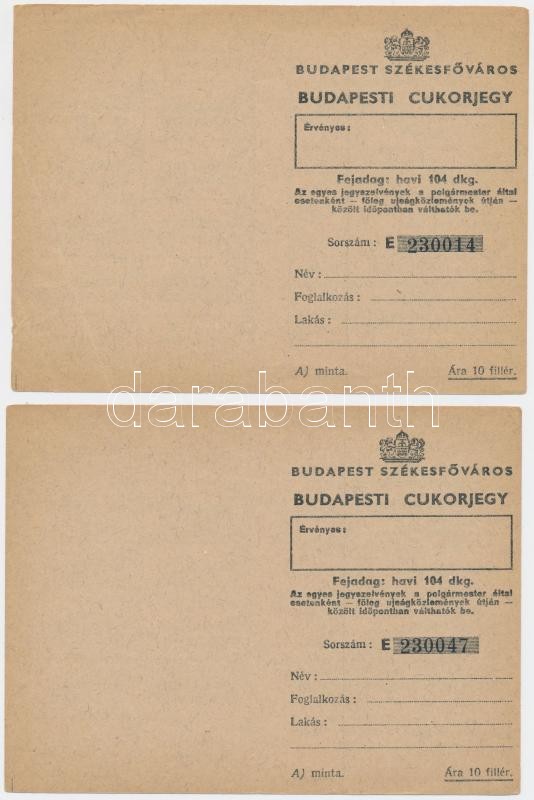 BUDAPEST SZÉKESFŐVÁROS
BUDAPESTI CUKORJEGY
Érvényes:
Fejadag: havi 104 dkg.
Az egyes jegyszelvények a polgármester által
esetenként — főleg ujságközlemények útján —
közölt időpontban válthatók be.
Sorszám: E 230014
Név:
Foglalkozás:
Lakás:
A) minta. Ára 10 fillér.
darabanth
BUDAPEST SZÉKESFŐVÁROS
BUDAPESTI CUKORJEGY
Érvényes:
Fejadag: havi 104 dkg.
Az egyes jegyszelvények a polgármester által
esetenként — főleg ujságközlemények útján —
közölt időpontban válthatók be.
Sorszám: E 230047
Név:
Foglalkozás:
Lakás:
A) minta. Ára 10 fillér.